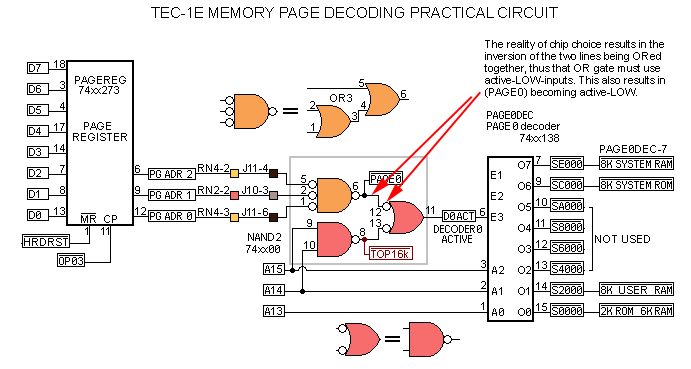 TEC-1E MEMORY PAGE DECODING PRACTICAL CIRCUIT
The reality of chip choice results in the
inversion of the two lines being ORed
together, thus that OR gate must use
active-LOW-inputs. This also results in
(PAGE0) becoming active-LOW.
D7 18
D6 3
D5 4
D4 17
D3 14
D2 7
D1 8
D0 13
PAGEREG
74xx273
PAGE
REGISTER
MR CP
1
11
HRDRST
OP03
6 PG ADR 2 RN4-2 J11-4 5
9 PG ADR 1 RN2-2 J10-3 2
12 PG ADR 0 RN4-3 J11-6 1
OR3
1
2
3
4
5
6
=
PAGE0
6
12
13
11
D0ACT
DECODER0
ACTIVE
9
10
8
TOP16k
NAND2
74xx00
A15
A14
A13
PAGE0DEC
PAGE0 decoder
74xx138
E1
E2
6 E3
3 A2
2 A1
1 A0
PAGE0DEC-7
O7 7 SE000 8K SYSTEM RAM
O6 9 SC000 8K SYSTEM ROM
O5 10 SA000
O4 11 S8000
O3 12 S6000
O2 13 S4000
NOT USED
O1 14 S2000 8K USER RAM
O0 15 S0000 2K ROM 6K RAM
=